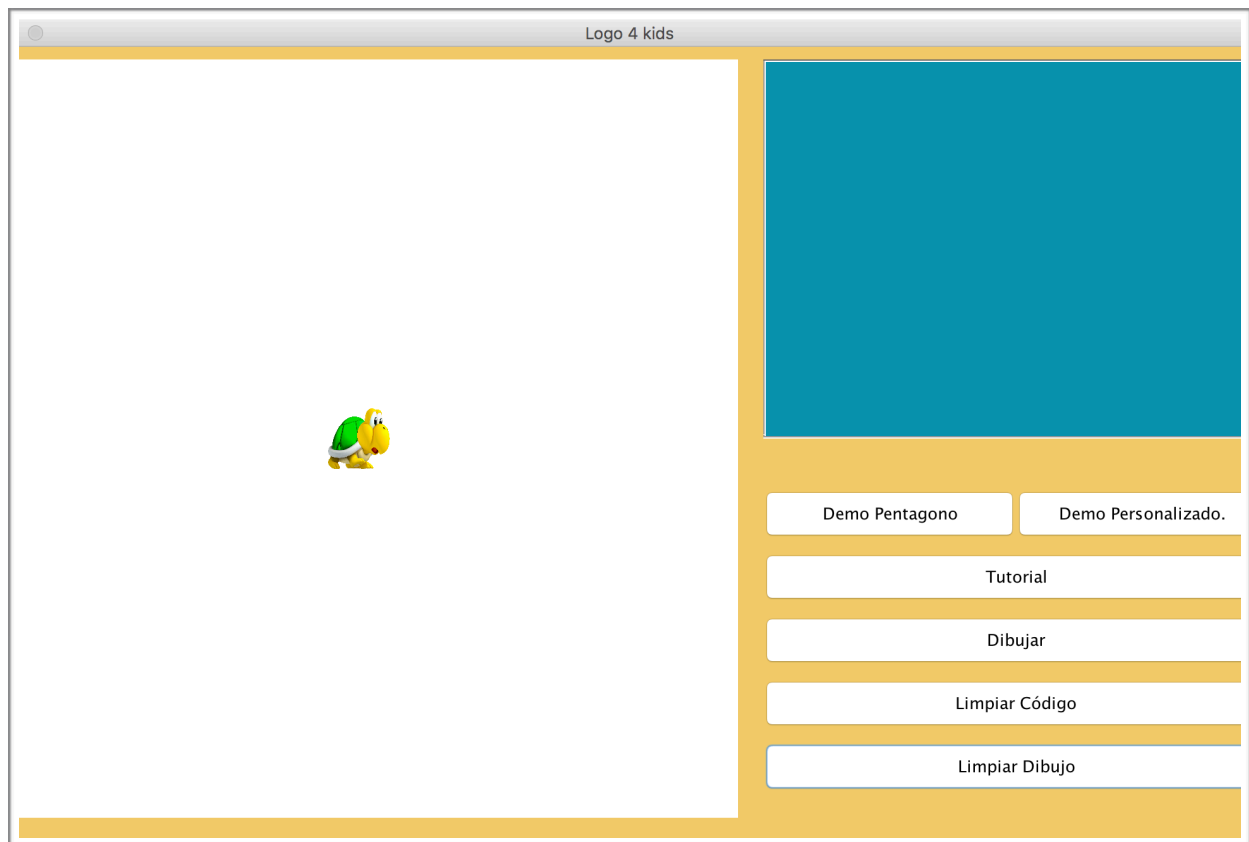 Logo 4 kids
Demo Pentagono
Demo Personalizado.
Tutorial
Dibujar
Limpiar Código
Limpiar Dibujo